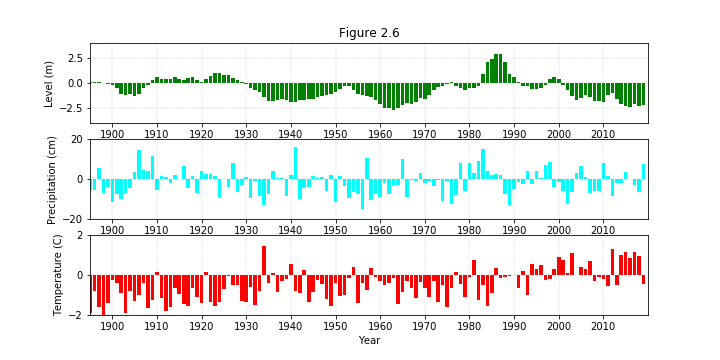 Figure 2.6
Level (m)
2.5
0.0
−2.5
1900 1910 1920 1930 1940 1950 1960 1970 1980 1990 2000 2010
Precipitation (cm)
20
0
−20
1900 1910 1920 1930 1940 1950 1960 1970 1980 1990 2000 2010
Temperature (C)
2
0
−2
1900 1910 1920 1930 1940 1950 1960 1970 1980 1990 2000 2010
Year